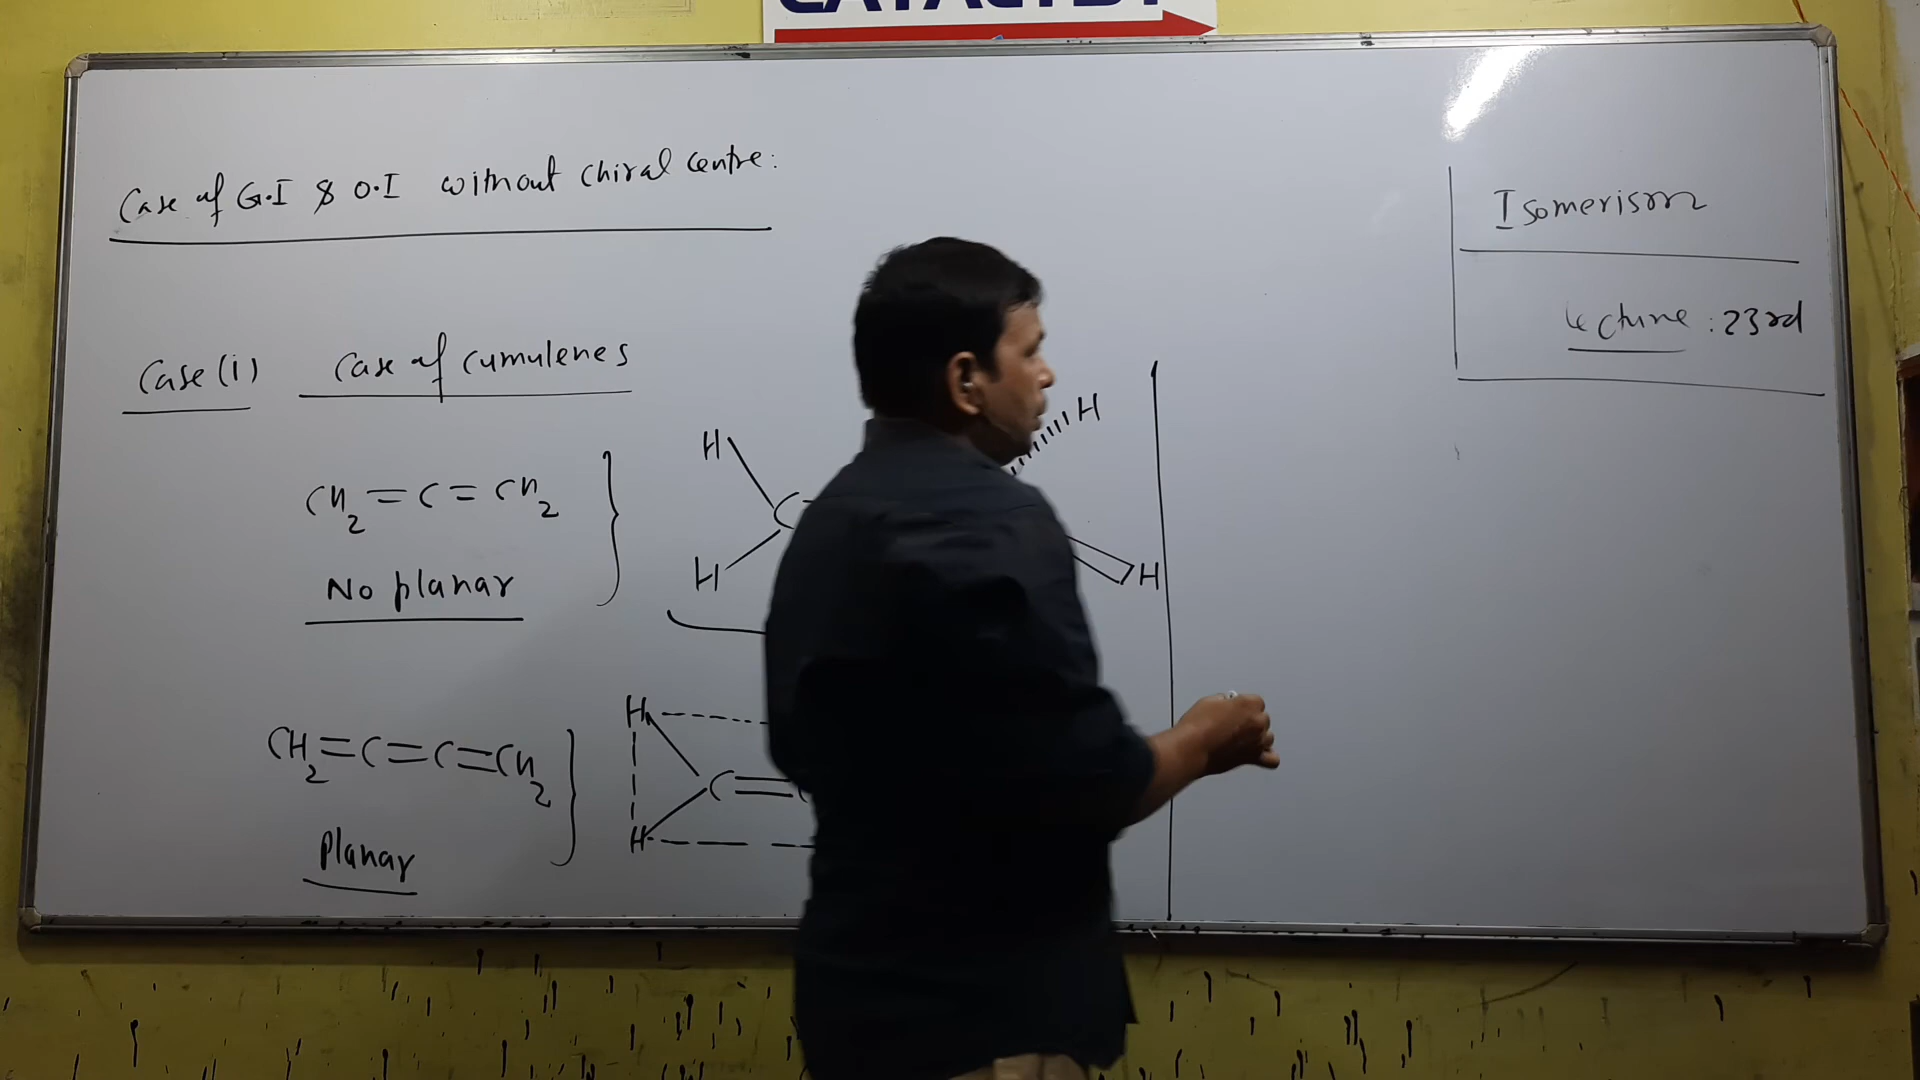 Case of G.I & O.I without chiral centre:
Isomerism
Lecture: 23rd
Case (i) Case of cumulenes
CH2 = C = CH2
No planar
H
C
H
H
H
CH2=C=C=CH2
Planar
H
C
H